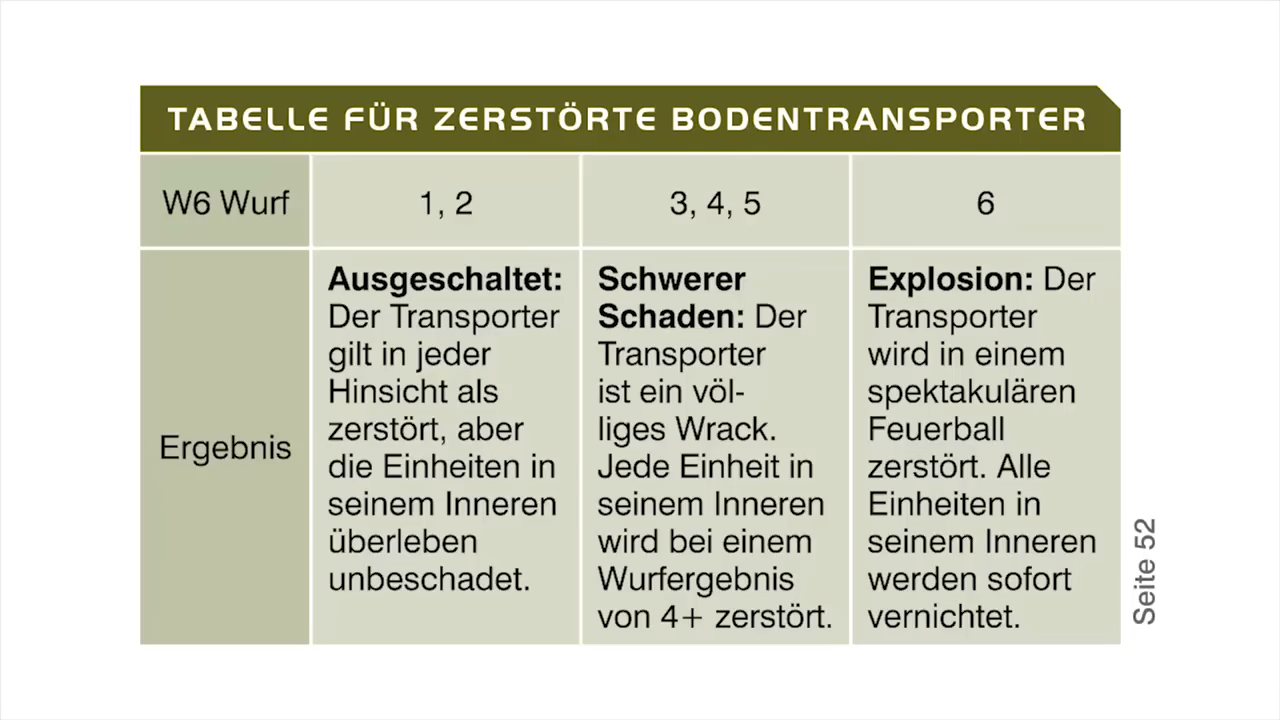 TABELLE FÜR ZERSTÖRTE BODENTRANSPORTER
W6 Wurf
1, 2
3, 4, 5
6
Ergebnis
Ausgeschaltet:
Der Transporter
gilt in jeder
Hinsicht als
zerstört, aber
die Einheiten in
seinem Inneren
überleben
unbeschadet.
Schwerer
Schaden: Der
Transporter
ist ein völ-
liges Wrack.
Jede Einheit in
seinem Inneren
wird bei einem
Wurfergebnis
von 4+ zerstört.
Explosion: Der
Transporter
wird in einem
spektakulären
Feuerball
zerstört. Alle
Einheiten in
seinem Inneren
werden sofort
vernichtet.
Seite 52